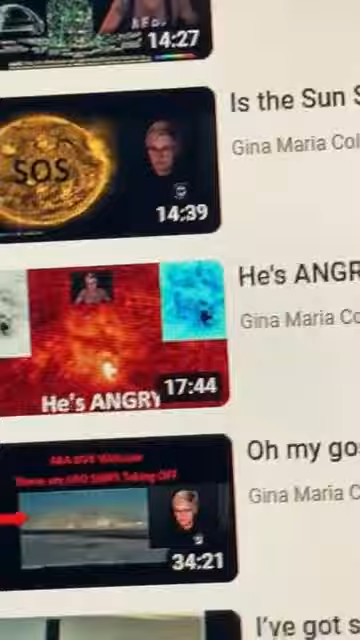 14:27
Is the Sun S
Gina Maria Col
SOS
14:39
He's ANGR
Gina Maria Co
17:44
He's ANGRY
Oh my go
Gina Maria C
34:21
I've got s